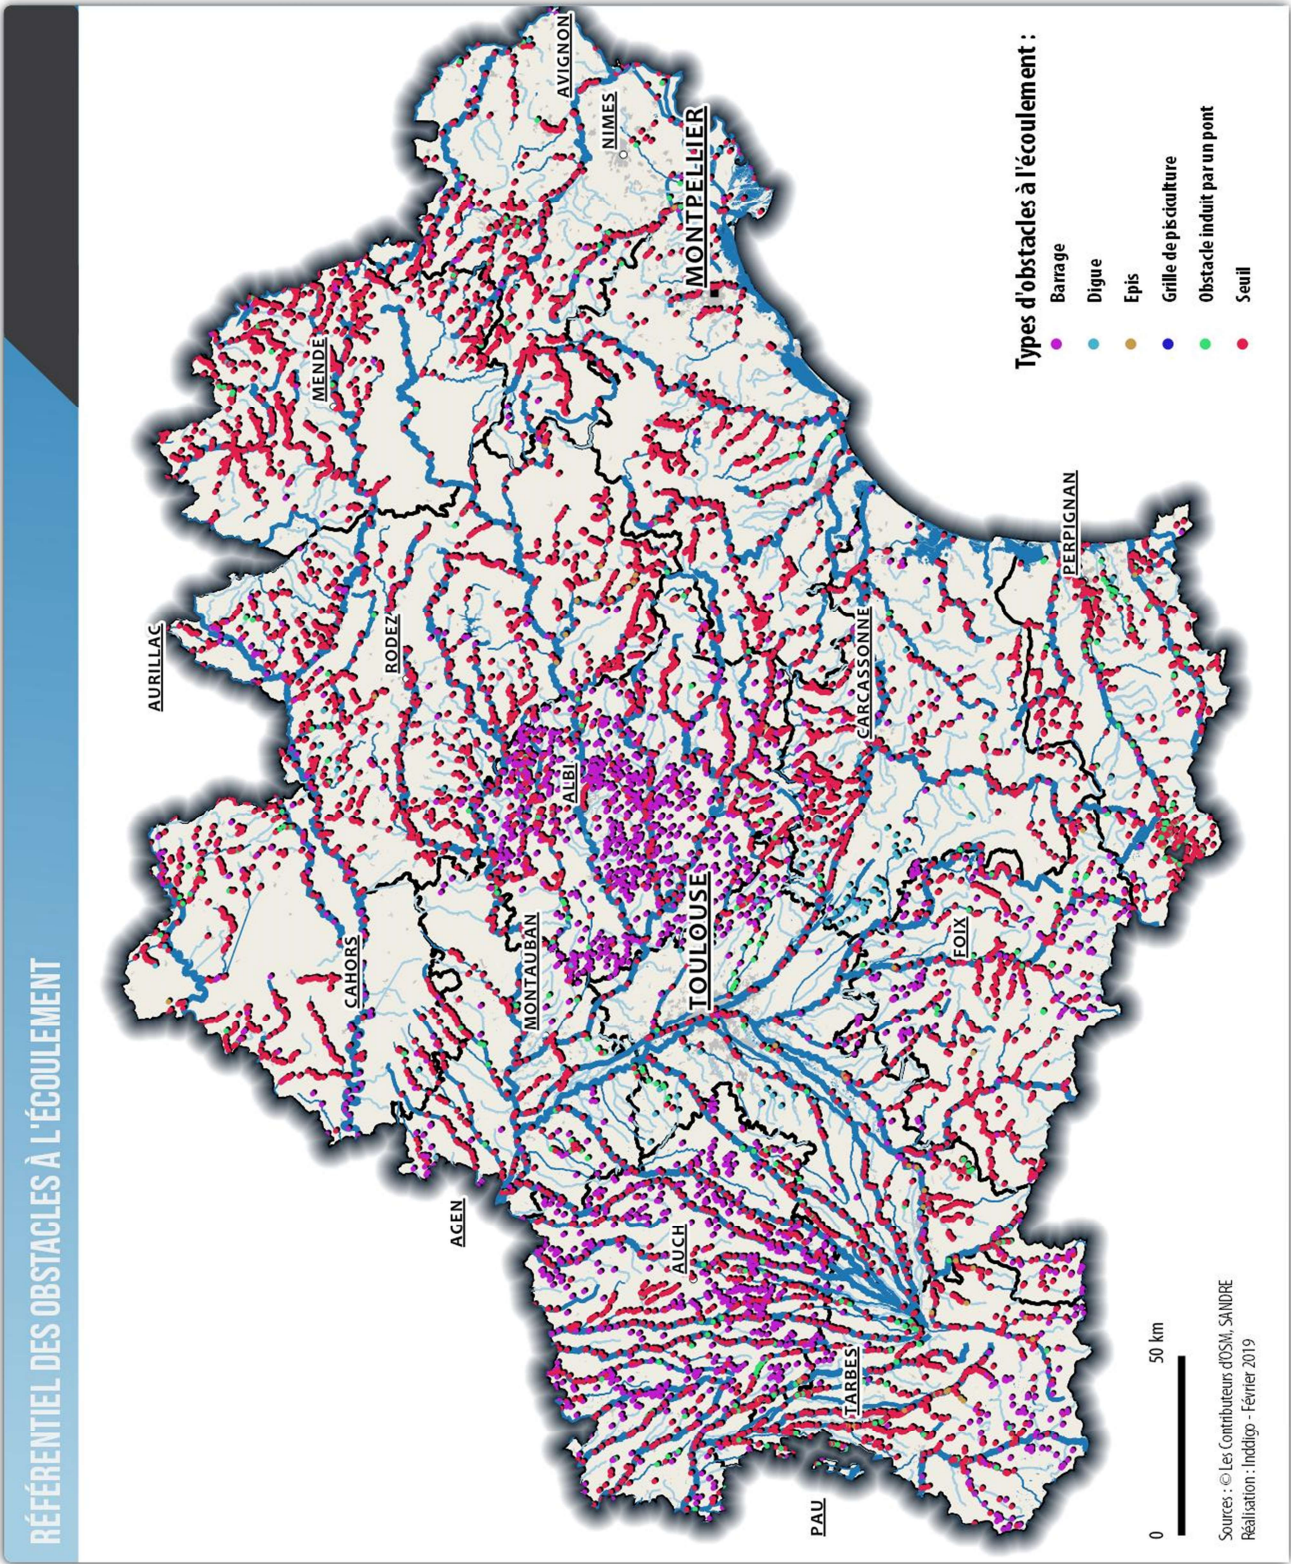 RÉFÉRENTIEL DES OBSTACLES À L'ÉCOULEMENT
AURILLAC
MENDE
RODEZ
CAHORS
AGEN
MONTAUBAN
ALBI
AVIGNON
NIMES
MONTPELLIER
TOULOUSE
AUCH
CARCASSONNE
TARBES
PAU
FOIX
PERPIGNAN
Types d'obstacles à l'écoulement :
Barrage
Digue
Epis
Grille de pisciculture
Obstacle induit par un pont
Seuil
0 50 km
Sources : © Les Contributeurs d'OSM, SANDRE
Réalisation : Inddigo - Février 2019